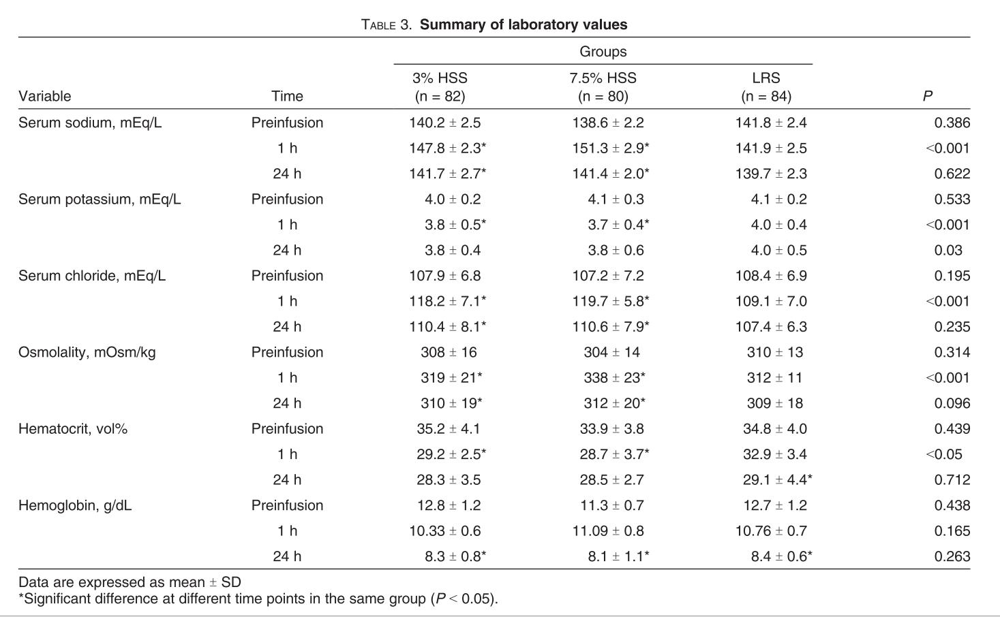 TABLE 3. Summary of laboratory values
Groups
3% HSS 7.5% HSS LRS
Variable Time (n = 82) (n = 80) (n = 84) P
Serum sodium, mEq/L Preinfusion 140.2 ± 2.5 138.6 ± 2.2 141.8 ± 2.4 0.386
1 h 147.8 ± 2.3* 151.3 ± 2.9* 141.9 ± 2.5 <0.001
24 h 141.7 ± 2.7* 141.4 ± 2.0* 139.7 ± 2.3 0.622
Serum potassium, mEq/L Preinfusion 4.0 ± 0.2 4.1 ± 0.3 4.1 ± 0.2 0.533
1 h 3.8 ± 0.5* 3.7 ± 0.4* 4.0 ± 0.4 <0.001
24 h 3.8 ± 0.4 3.8 ± 0.6 4.0 ± 0.5 0.03
Serum chloride, mEq/L Preinfusion 107.9 ± 6.8 107.2 ± 7.2 108.4 ± 6.9 0.195
1 h 118.2 ± 7.1* 119.7 ± 5.8* 109.1 ± 7.0 <0.001
24 h 110.4 ± 8.1* 110.6 ± 7.9* 107.4 ± 6.3 0.235
Osmolality, mOsm/kg Preinfusion 308 ± 16 304 ± 14 310 ± 13 0.314
1 h 319 ± 21* 338 ± 23* 312 ± 11 <0.001
24 h 310 ± 19* 312 ± 20* 309 ± 18 0.096
Hematocrit, vol% Preinfusion 35.2 ± 4.1 33.9 ± 3.8 34.8 ± 4.0 0.439
1 h 29.2 ± 2.5* 28.7 ± 3.7* 32.9 ± 3.4 <0.05
24 h 28.3 ± 3.5 28.5 ± 2.7 29.1 ± 4.4* 0.712
Hemoglobin, g/dL Preinfusion 12.8 ± 1.2 11.3 ± 0.7 12.7 ± 1.2 0.438
1 h 10.33 ± 0.6 11.09 ± 0.8 10.76 ± 0.7 0.165
24 h 8.3 ± 0.8* 8.1 ± 1.1* 8.4 ± 0.6* 0.263
Data are expressed as mean ± SD
*Significant difference at different time points in the same group (P < 0.05).